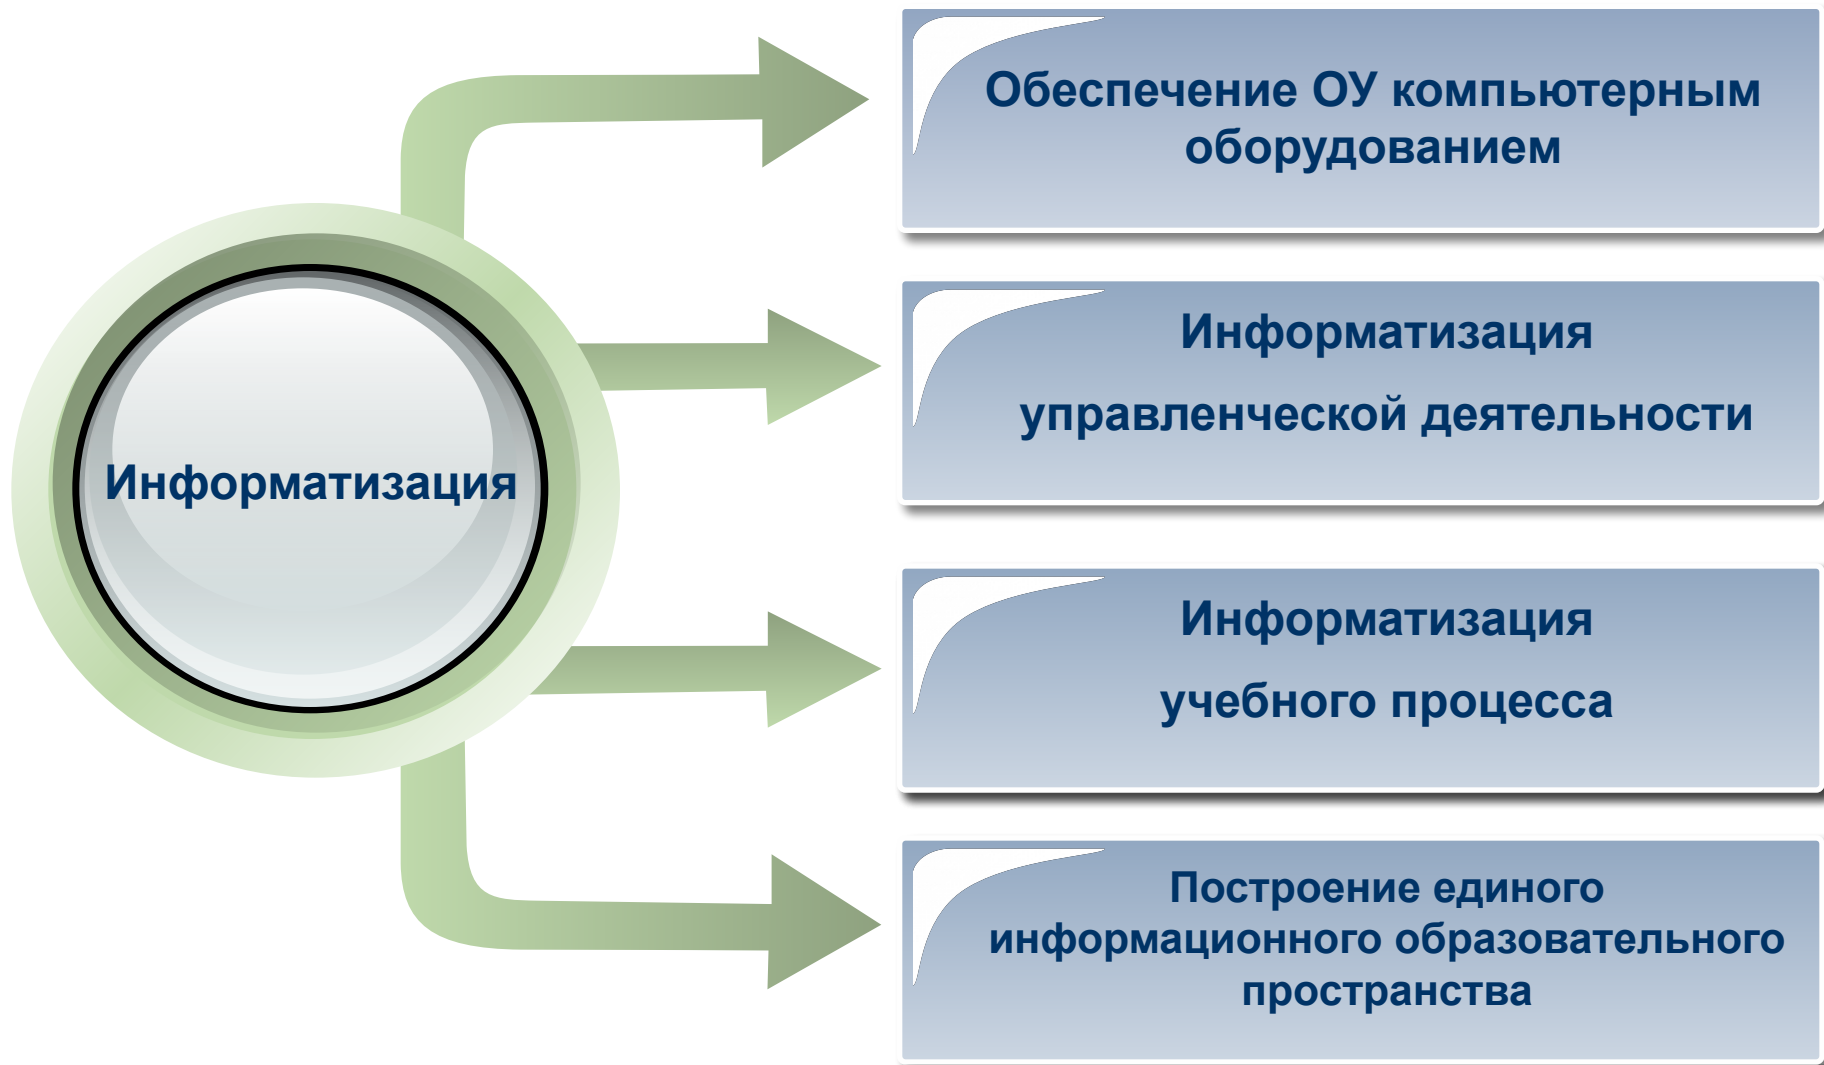 Информатизация
Обеспечение ОУ компьютерным
оборудованием
Информатизация
управленческой деятельности
Информатизация
учебного процесса
Построение единого
информационного образовательного
пространства